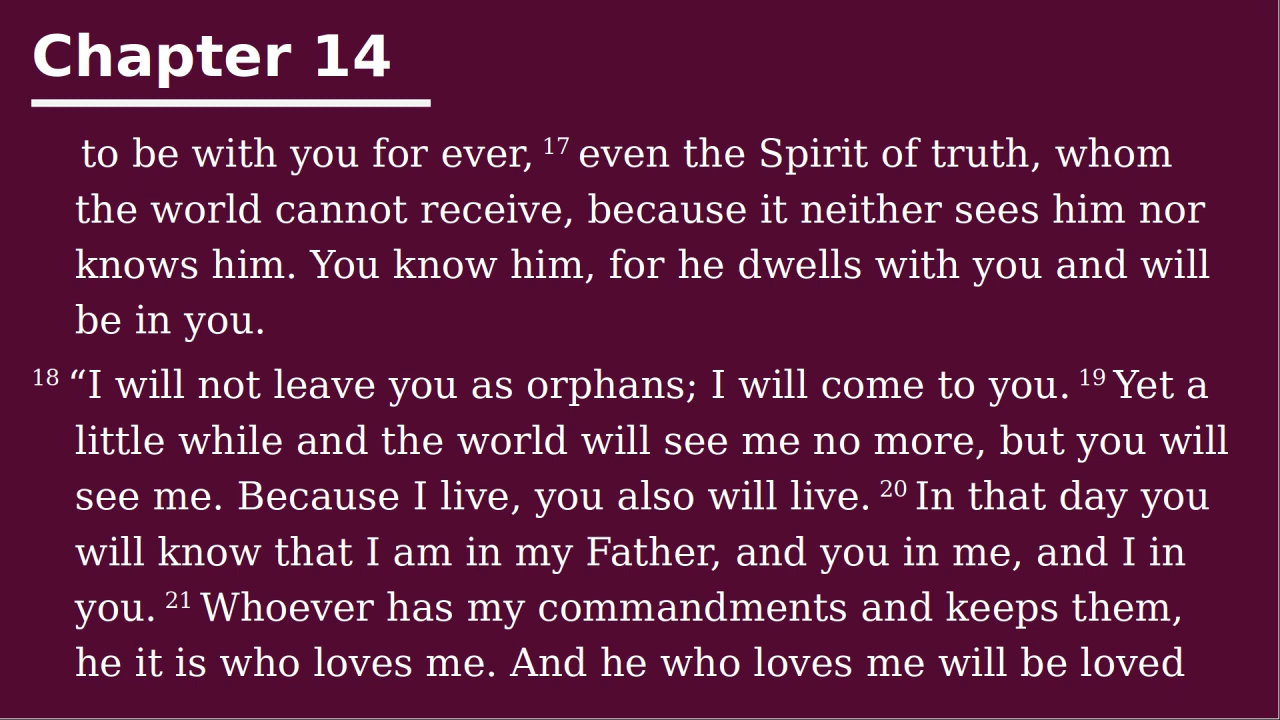 Chapter 14
to be with you for ever, 17 even the Spirit of truth, whom
the world cannot receive, because it neither sees him nor
knows him. You know him, for he dwells with you and will
be in you.
18 “I will not leave you as orphans; I will come to you. 19 Yet a
little while and the world will see me no more, but you will
see me. Because I live, you also will live. 20 In that day you
will know that I am in my Father, and you in me, and I in
you. 21 Whoever has my commandments and keeps them,
he it is who loves me. And he who loves me will be loved